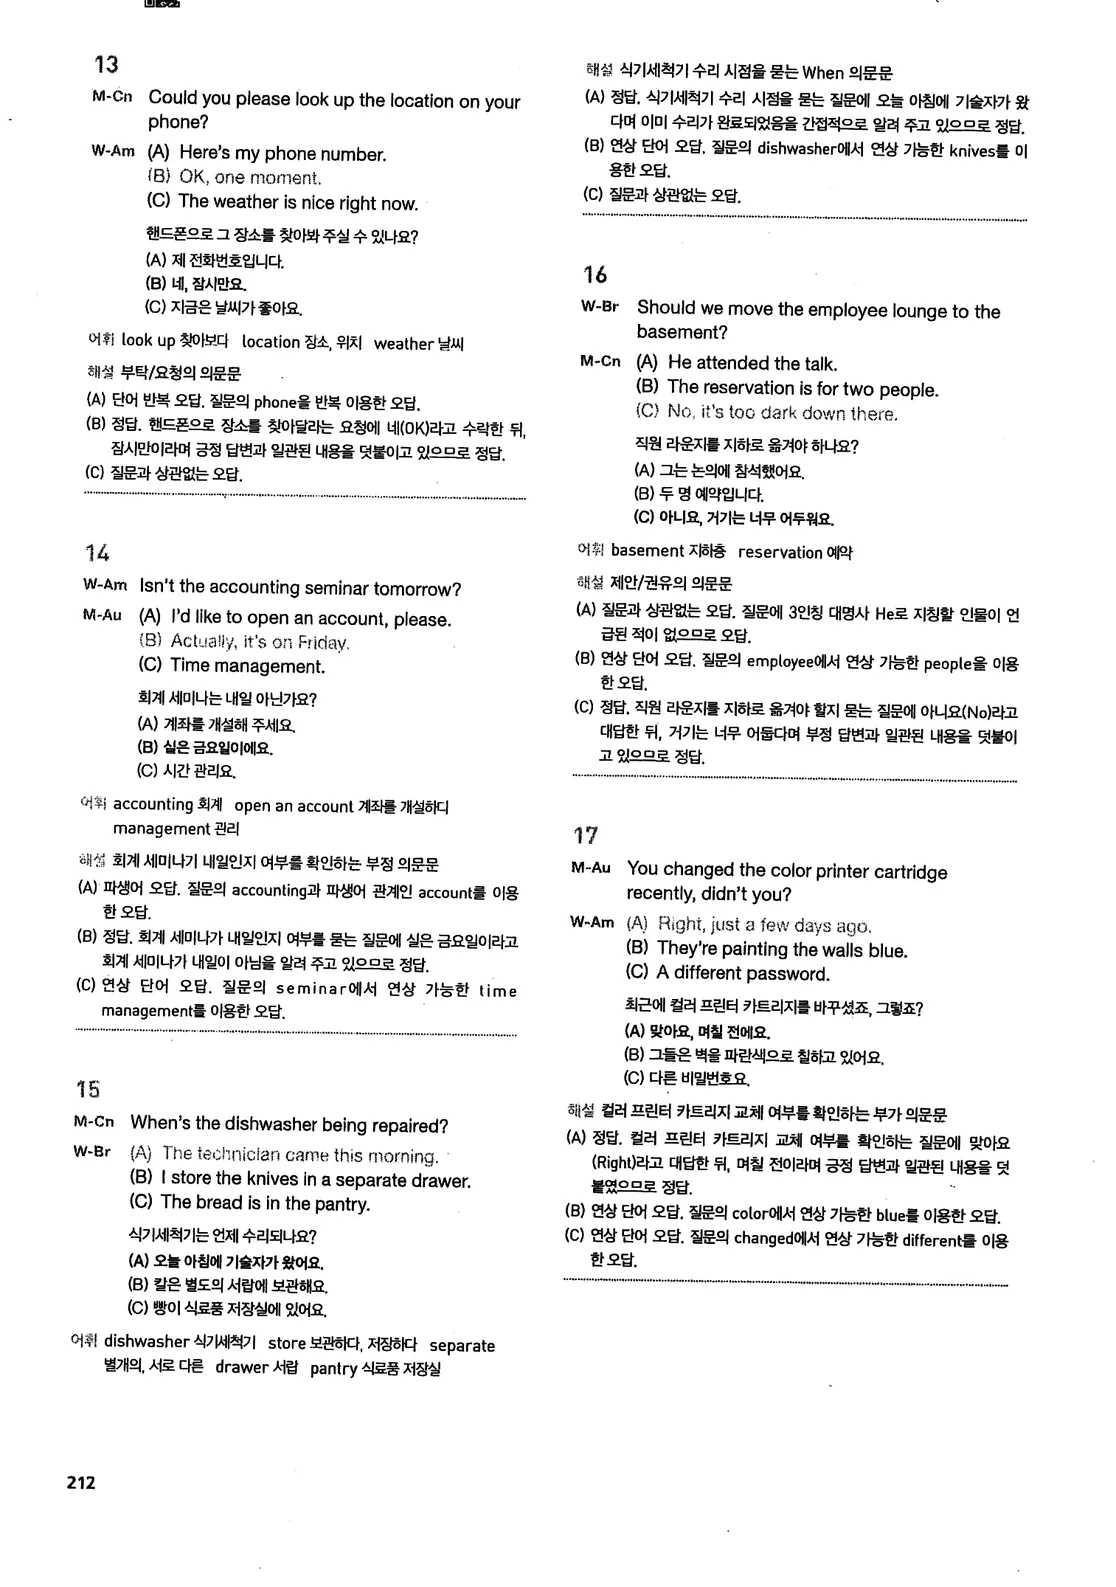 13
M-Cn Could you please look up the location on your
phone?
W-Am (A) Here's my phone number.
(B) OK, one moment.
(C) The weather is nice right now.
핸드폰으로 그 장소를 찾아봐 주실 수 있나요?
(A) 제 전화번호입니다.
(B) 네, 잠시만요.
(C) 지금은 날씨가 좋아요.
어휘 look up 찾아보다 location 장소, 위치 weather 날씨
해설 부탁/요청의 의문문
(A) 단어 반복 오답. 질문의 phone을 반복 이용한 오답.
(B) 정답. 핸드폰으로 장소를 찾아달라는 요청에 네(OK)라고 수락한 뒤,
잠시만이라며 긍정 답변과 일관된 내용을 덧붙이고 있으므로 정답.
(C) 질문과 상관없는 오답.
14
W-Am Isn't the accounting seminar tomorrow?
M-Au (A) I'd like to open an account, please.
(B) Actually, it's on Friday.
(C) Time management.
회계 세미나는 내일 아닌가요?
(A) 계좌를 개설해 주세요.
(B) 실은 금요일이에요.
(C) 시간 관리요.
어휘 accounting 회계 open an account 계좌를 개설하다
management 관리
해설 회계 세미나가 내일인지 여부를 확인하는 부정 의문문
(A) 파생어 오답. 질문의 accounting과 파생어 관계인 account를 이용
한 오답.
(B) 정답. 회계 세미나가 내일인지 여부를 묻는 질문에 실은 금요일이라고
회계 세미나가 내일이 아님을 알려 주고 있으므로 정답.
(C) 연상 단어 오답. 질문의 seminar에서 연상 가능한 time
management를 이용한 오답.
15
M-Cn When's the dishwasher being repaired?
W-Br (A) The technician came this morning.
(B) I store the knives in a separate drawer.
(C) The bread is in the pantry.
식기세척기는 언제 수리되나요?
(A) 오늘 아침에 기술자가 왔어요.
(B) 칼은 별도의 서랍에 보관해요.
(C) 빵이 식료품 저장실에 있어요.
어휘 dishwasher 식기세척기 store 보관하다, 저장하다 separate
별개의, 서로 다른 drawer 서랍 pantry 식료품 저장실
212
해설 식기세척기 수리 시점을 묻는 When 의문문
(A) 정답. 식기세척기 수리 시점을 묻는 질문에 오늘 아침에 기술자가 왔
다며 이미 수리가 완료되었음을 간접적으로 알려 주고 있으므로 정답.
(B) 연상 단어 오답. 질문의 dishwasher에서 연상 가능한 knives를 이
용한 오답.
(C) 질문과 상관없는 오답.
16
W-Br Should we move the employee lounge to the
basement?
M-Cn (A) He attended the talk.
(B) The reservation is for two people.
(C) No, it's too dark down there.
직원 라운지를 지하로 옮겨야 하나요?
(A) 그는 논의에 참석했어요.
(B) 두 명 예약입니다.
(C) 아니요, 거기는 너무 어두워요.
어휘 basement 지하층 reservation 예약
해설 제안/권유의 의문문
(A) 질문과 상관없는 오답. 질문에 3인칭 대명사 He로 지칭할 인물이 언
급된 적이 없으므로 오답.
(B) 연상 단어 오답. 질문의 employee에서 연상 가능한 people을 이용
한 오답.
(C) 정답. 직원 라운지를 지하로 옮겨야 할지 묻는 질문에 아니요(No)라고
대답한 뒤, 거기는 너무 어둡다며 부정 답변과 일관된 내용을 덧붙이
고 있으므로 정답.
17
M-Au You changed the color printer cartridge
recently, didn't you?
W-Am (A) Right, just a few days ago.
(B) They're painting the walls blue.
(C) A different password.
최근에 컬러 프린터 카트리지를 바꾸셨죠, 그렇죠?
(A) 맞아요, 며칠 전에요.
(B) 그들은 벽을 파란색으로 칠하고 있어요.
(C) 다른 비밀번호요.
해설 컬러 프린터 카트리지 교체 여부를 확인하는 부가 의문문
(A) 정답. 컬러 프린터 카트리지 교체 여부를 확인하는 질문에 맞아요
(Right)라고 대답한 뒤, 며칠 전이라며 긍정 답변과 일관된 내용을 덧
붙였으므로 정답.
(B) 연상 단어 오답. 질문의 color에서 연상 가능한 blue를 이용한 오답.
(C) 연상 단어 오답. 질문의 changed에서 연상 가능한 different를 이용
한 오답.